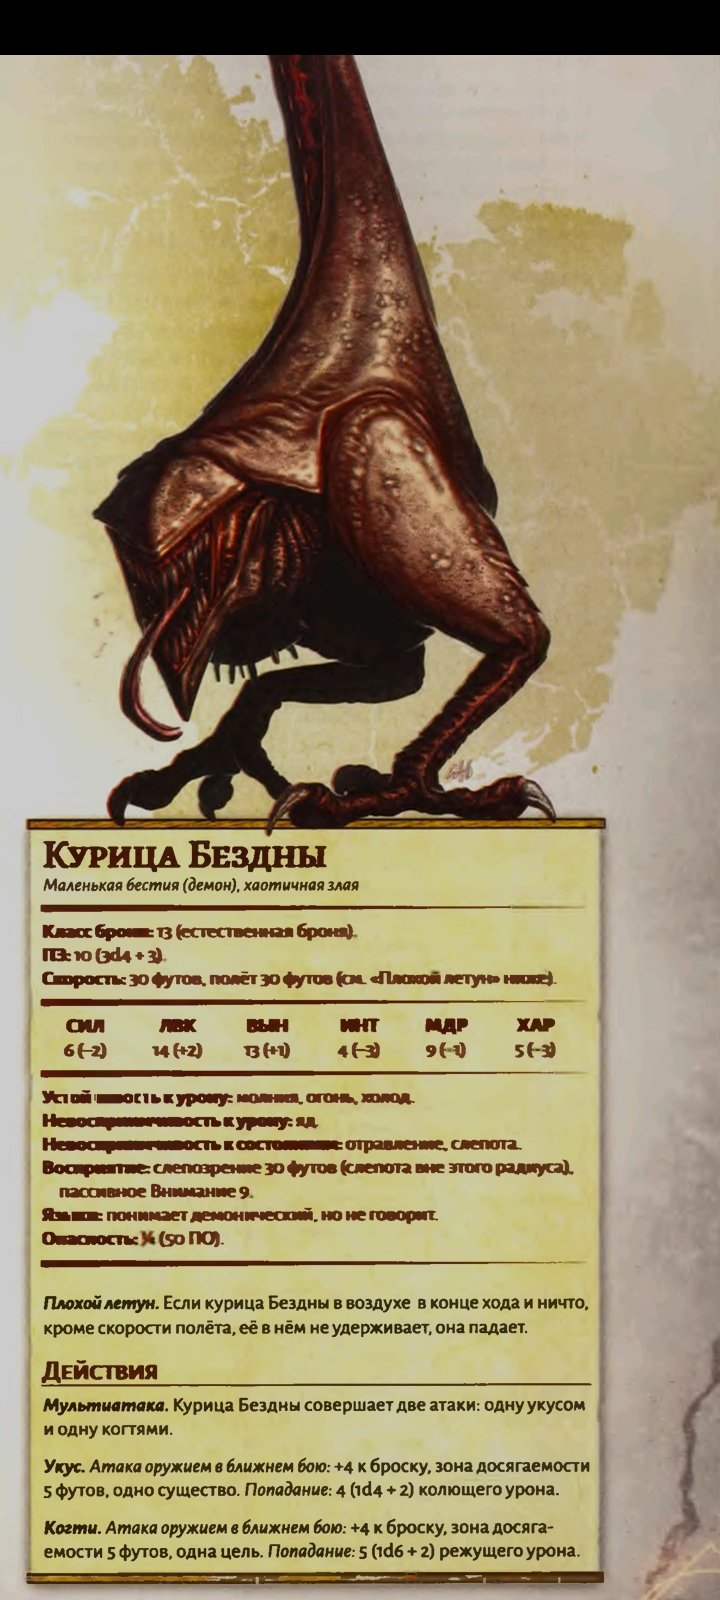 Курица Бездны
Маленькая бестия (демон), хаотичная злая
Класс брони: 13 (естественная броня).
ПЗ: 10 (3d4 + 3).
Скорость: 30 футов, полёт 30 футов (см. «Плохой летун» ниже).
СИЛ ЛВК ВЫН ИНТ МДР ХАР
6 (–2) 14 (+2) 13 (+1) 4 (–3) 9 (–1) 5 (–3)
Устойчивость к урону: молния, огонь, холод.
Невосприимчивость к урону: яд.
Невосприимчивость к состояниям: отравление, слепота.
Восприятие: слепозрение 30 футов (слепота вне этого радиуса),
пассивное Внимание 9.
Языки: понимает демонический, но не говорит.
Опасность: ¼ (50 ПО).
Плохой летун. Если курица Бездны в воздухе в конце хода и ничто,
кроме скорости полёта, её в нём не удерживает, она падает.
Действия
Мультиатака. Курица Бездны совершает две атаки: одну укусом
и одну когтями.
Укус. Атака оружием в ближнем бою: +4 к броску, зона досягаемости
5 футов, одно существо. Попадание: 4 (1d4 + 2) колющего урона.
Когти. Атака оружием в ближнем бою: +4 к броску, зона досяга-
емости 5 футов, одна цель. Попадание: 5 (1d6 + 2) режущего урона.